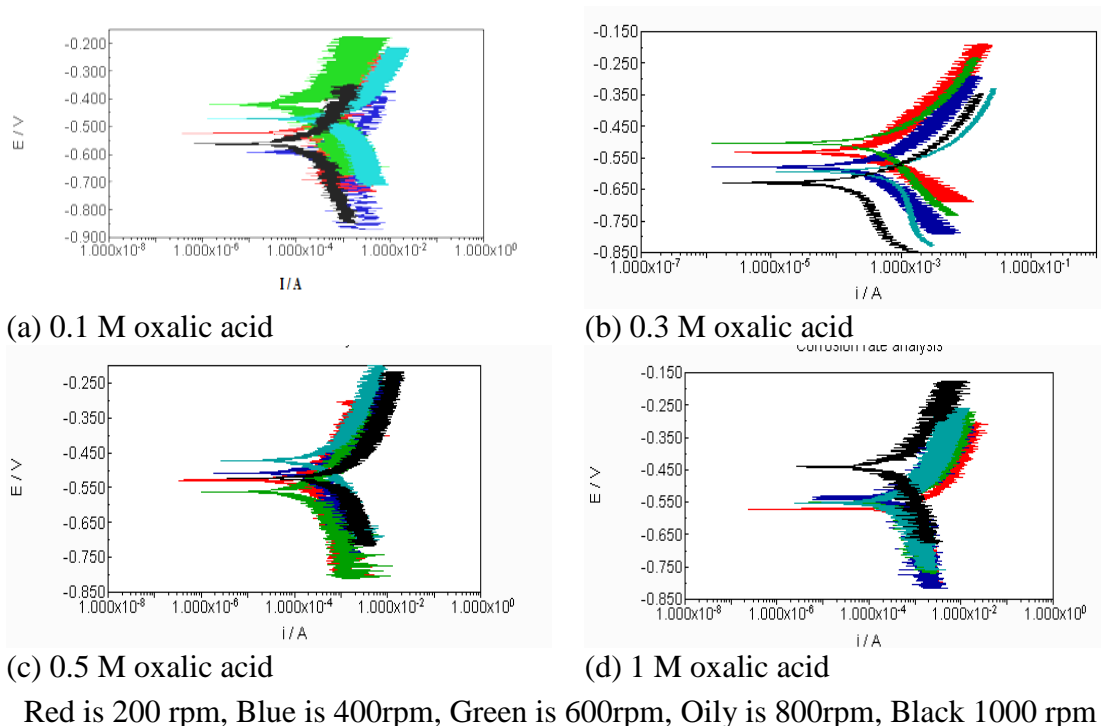 -0.200
-0.300
-0.400
-0.500
-0.600
-0.700
-0.800
-0.900
E / V
1.000x10⁻⁸ 1.000x10⁻⁶ 1.000x10⁻⁴ 1.000x10⁻² 1.000x10⁰
I / A
-0.150
-0.250
-0.350
-0.450
-0.550
-0.650
-0.750
-0.850
E / V
1.000x10⁻⁷ 1.000x10⁻⁵ 1.000x10⁻³ 1.000x10⁻¹
i / A
(a) 0.1 M oxalic acid
(b) 0.3 M oxalic acid
-0.250
-0.350
-0.450
-0.550
-0.650
-0.750
-0.850
E / V
1.000x10⁻⁸ 1.000x10⁻⁶ 1.000x10⁻⁴ 1.000x10⁻² 1.000x10⁰
i / A
Corrosion rate analysis
-0.150
-0.250
-0.350
-0.450
-0.550
-0.650
-0.750
-0.850
E / V
1.000x10⁻⁸ 1.000x10⁻⁶ 1.000x10⁻⁴ 1.000x10⁻² 1.000x10⁰
i / A
(c) 0.5 M oxalic acid
(d) 1 M oxalic acid
Red is 200 rpm, Blue is 400rpm, Green is 600rpm, Oily is 800rpm, Black 1000 rpm